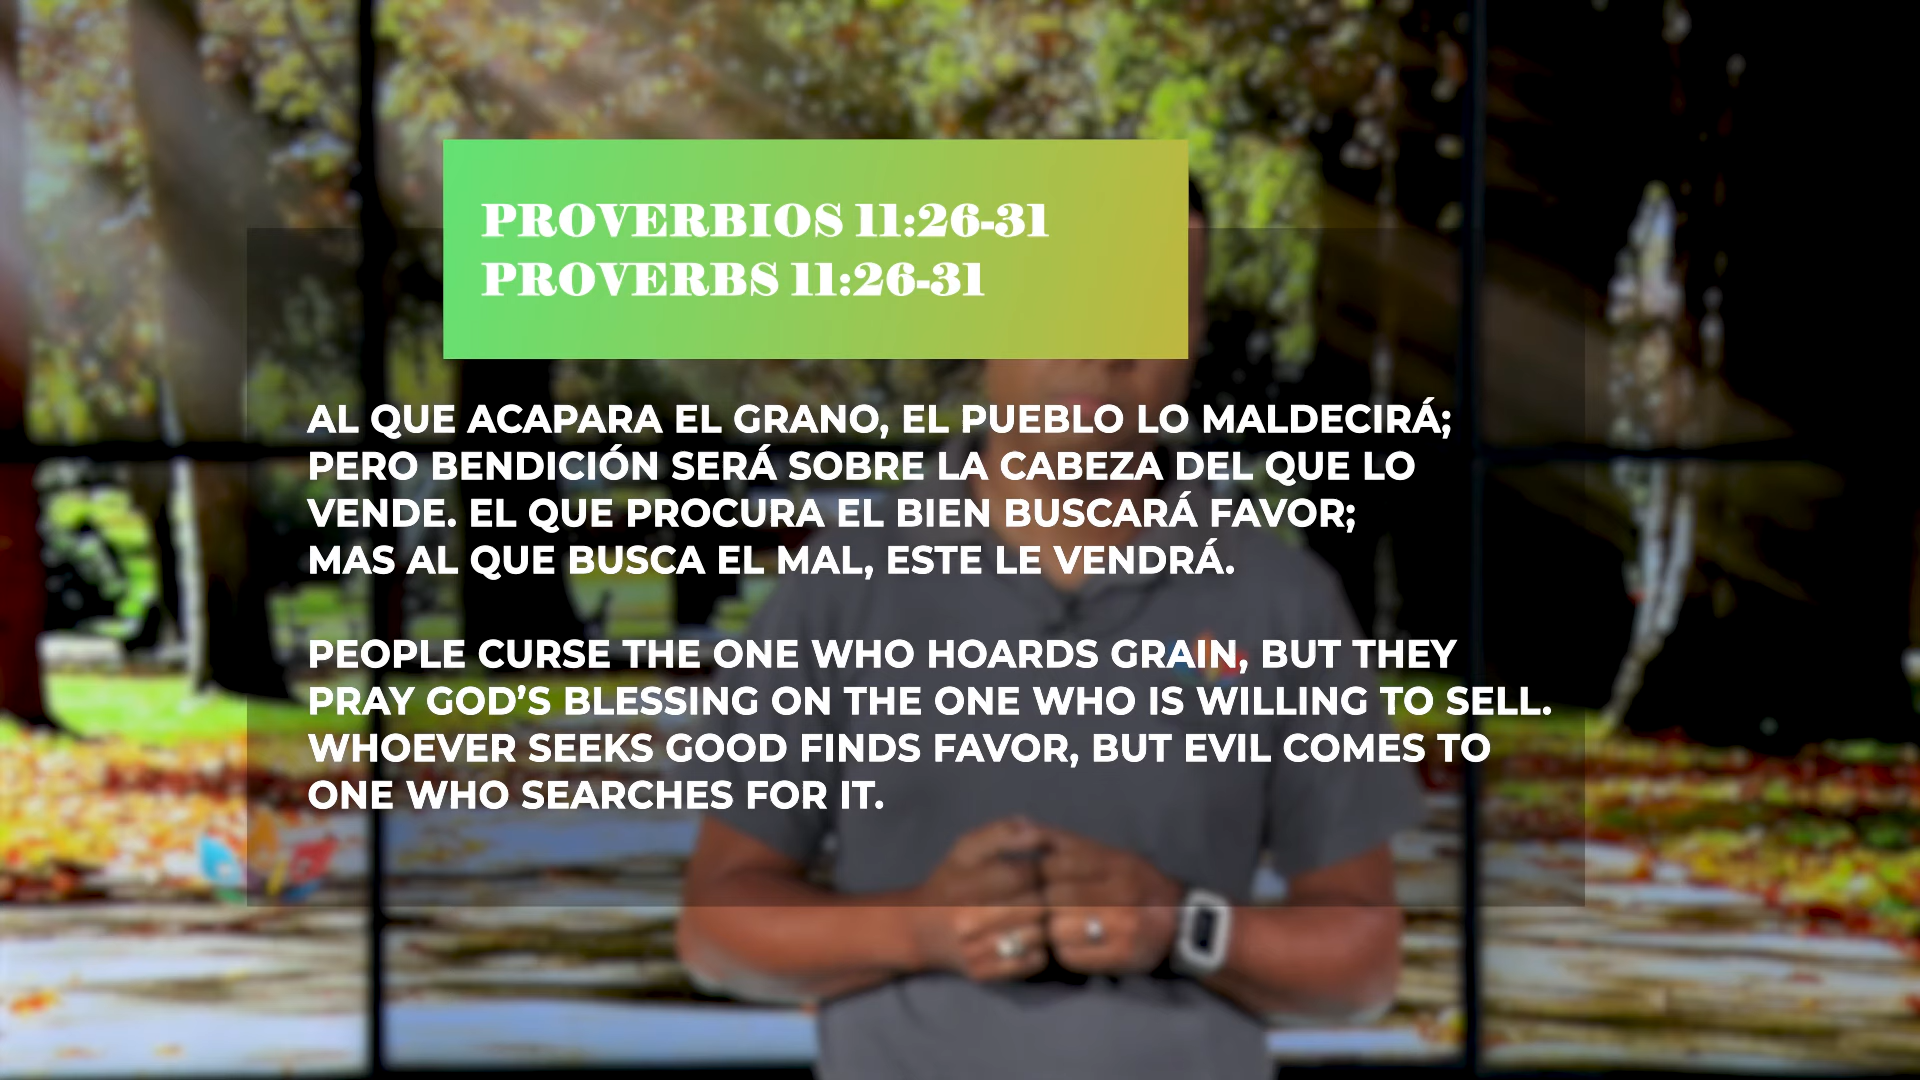 PROVERBIOS 11:26-31
PROVERBS 11:26-31
AL QUE ACAPARA EL GRANO, EL PUEBLO LO MALDECIRÁ;
PERO BENDICIÓN SERÁ SOBRE LA CABEZA DEL QUE LO
VENDE. EL QUE PROCURA EL BIEN BUSCARÁ FAVOR;
MAS AL QUE BUSCA EL MAL, ESTE LE VENDRÁ.
PEOPLE CURSE THE ONE WHO HOARDS GRAIN, BUT THEY
PRAY GOD’S BLESSING ON THE ONE WHO IS WILLING TO SELL.
WHOEVER SEEKS GOOD FINDS FAVOR, BUT EVIL COMES TO
ONE WHO SEARCHES FOR IT.